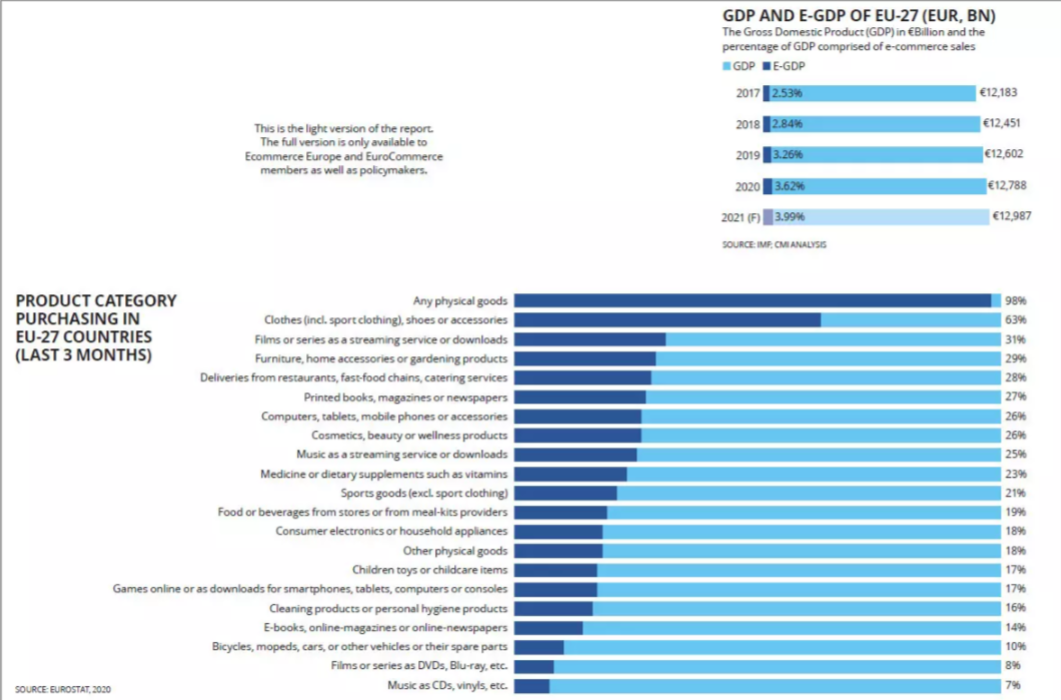 GDP AND E-GDP OF EU-27 (EUR, BN)
The Gross Domestic Product (GDP) in €Billion and the
percentage of GDP comprised of e-commerce sales
GDP E-GDP
2017 2.53% €12,183
2018 2.84% €12,451
2019 3.26% €12,602
2020 3.62% €12,788
2021 (F) 3.99% €12,987
SOURCE: IMF, CMI ANALYSIS
This is the light version of the report.
The full version is only available to
Ecommerce Europe and EuroCommerce
members as well as policymakers.
PRODUCT CATEGORY
PURCHASING IN
EU-27 COUNTRIES
(LAST 3 MONTHS)
Any physical goods 98%
Clothes (incl. sport clothing), shoes or accessories 63%
Films or series as a streaming service or downloads 31%
Furniture, home accessories or gardening products 29%
Deliveries from restaurants, fast-food chains, catering services 28%
Printed books, magazines or newspapers 27%
Computers, tablets, mobile phones or accessories 26%
Cosmetics, beauty or wellness products 26%
Music as a streaming service or downloads 25%
Medicine or dietary supplements such as vitamins 23%
Sports goods (excl. sport clothing) 21%
Food or beverages from stores or from meal-kits providers 19%
Consumer electronics or household appliances 18%
Other physical goods 18%
Children toys or childcare items 17%
Games online or as downloads for smartphones, tablets, computers or consoles 17%
Cleaning products or personal hygiene products 16%
E-books, online-magazines or online-newspapers 14%
Bicycles, mopeds, cars, or other vehicles or their spare parts 10%
Films or series as DVDs, Blu-ray, etc. 8%
Music as CDs, vinyls, etc. 7%
SOURCE: EUROSTAT, 2020